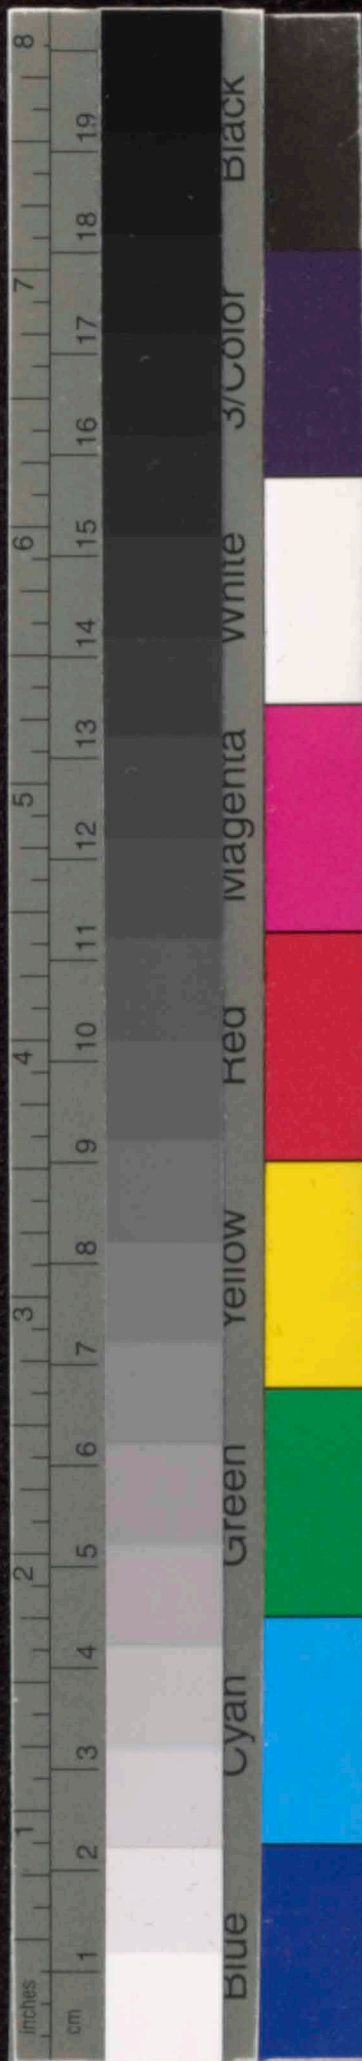 inches 1 2 3 4 5 6 7 8
cm 1 2 3 4 5 6 7 8 9 10 11 12 13 14 15 16 17 18 19
Blue Cyan Green Yellow Red Magenta White 3/Color Black